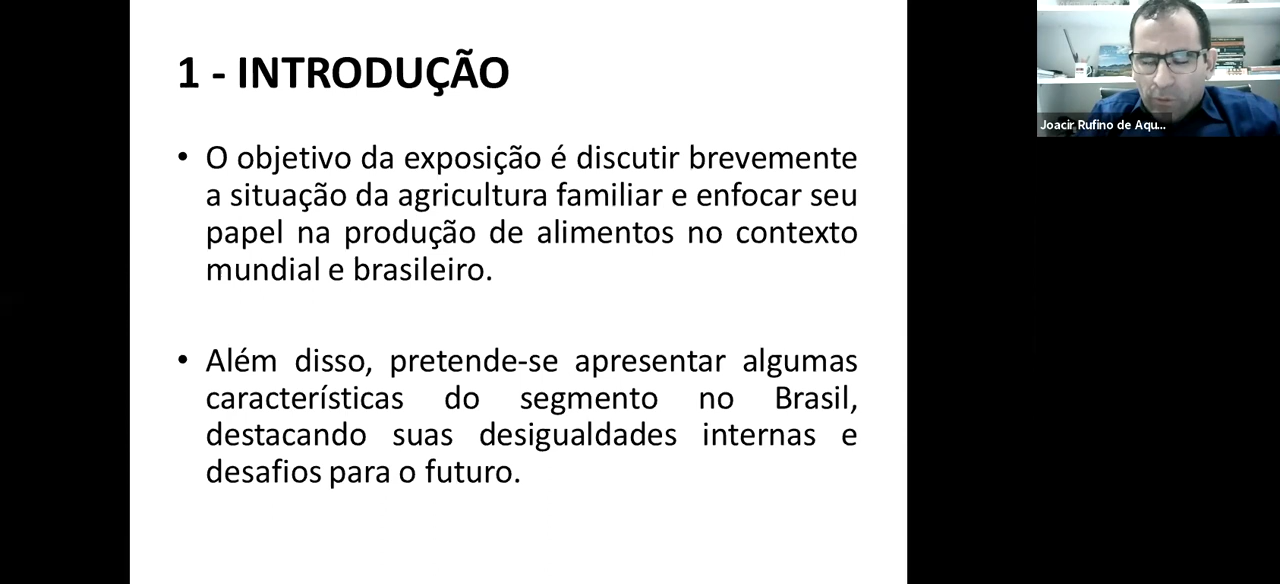 1 - INTRODUÇÃO
• O objetivo da exposição é discutir brevemente
a situação da agricultura familiar e enfocar seu
papel na produção de alimentos no contexto
mundial e brasileiro.
• Além disso, pretende-se apresentar algumas
características do segmento no Brasil,
destacando suas desigualdades internas e
desafios para o futuro.
Joacir Rufino de Aqu...